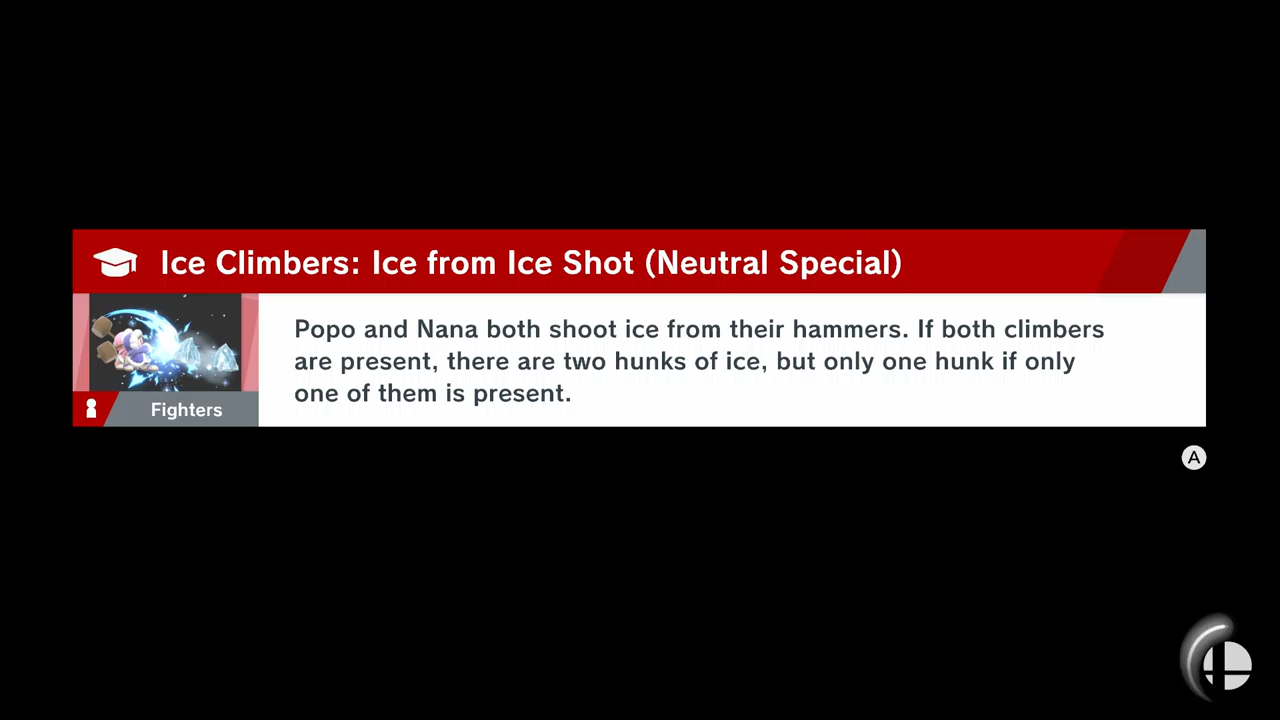 Ice Climbers: Ice from Ice Shot (Neutral Special)
Popo and Nana both shoot ice from their hammers. If both climbers
are present, there are two hunks of ice, but only one hunk if only
one of them is present.
Fighters
A